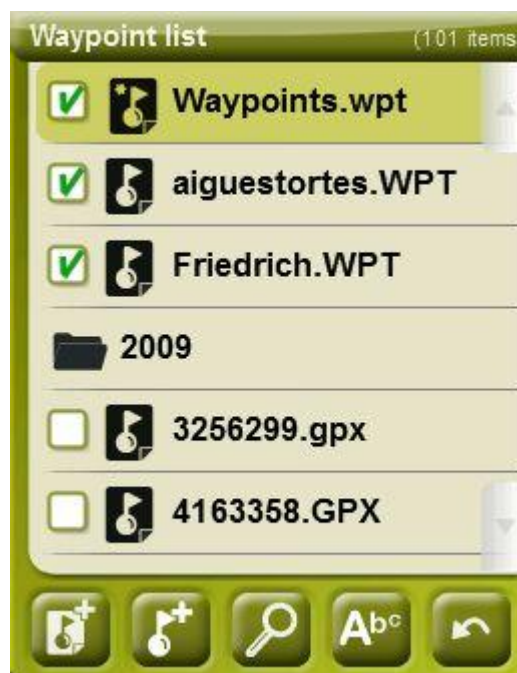 Waypoint list (101 items
Waypoints.wpt
aiguestortes.WPT
Friedrich.WPT
2009
3256299.gpx
4163358.GPX
Abc